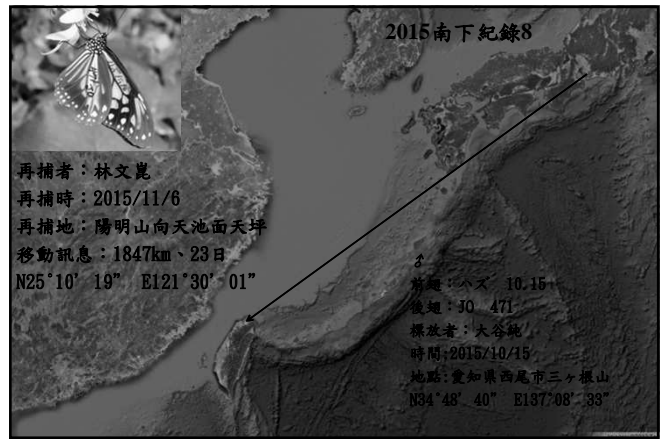 2015南下紀錄8
再捕者：林文崑
再捕時：2015/11/6
再捕地：陽明山向天池面天坪
移動訊息：1847km、23日
N25°10’ 19” E121°30’ 01”
♂
前翅：ハズ 10.15
後翅：JO 471
標放者：大谷純
時間:2015/10/15
地點:愛知県西尾市三ヶ根山
N34°48’ 40” E137°08’ 33”